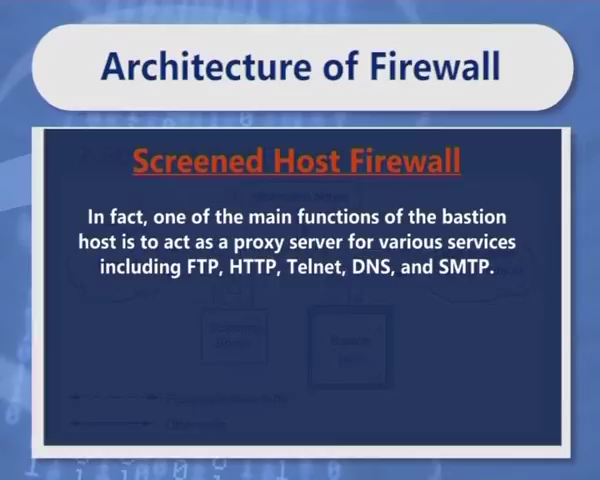 Architecture of Firewall
Screened Host Firewall
In fact, one of the main functions of the bastion
host is to act as a proxy server for various services
including FTP, HTTP, Telnet, DNS, and SMTP.